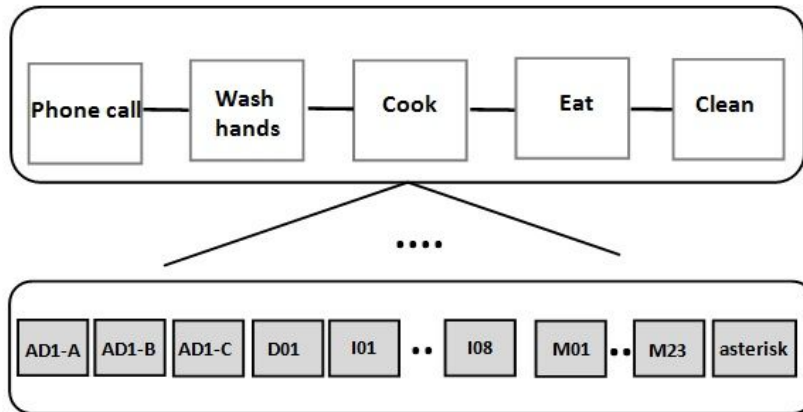 Phone call
Wash
hands
Cook
Eat
Clean
....
AD1-A AD1-B AD1-C D01 I01 .. I08 M01 .. M23 asterisk